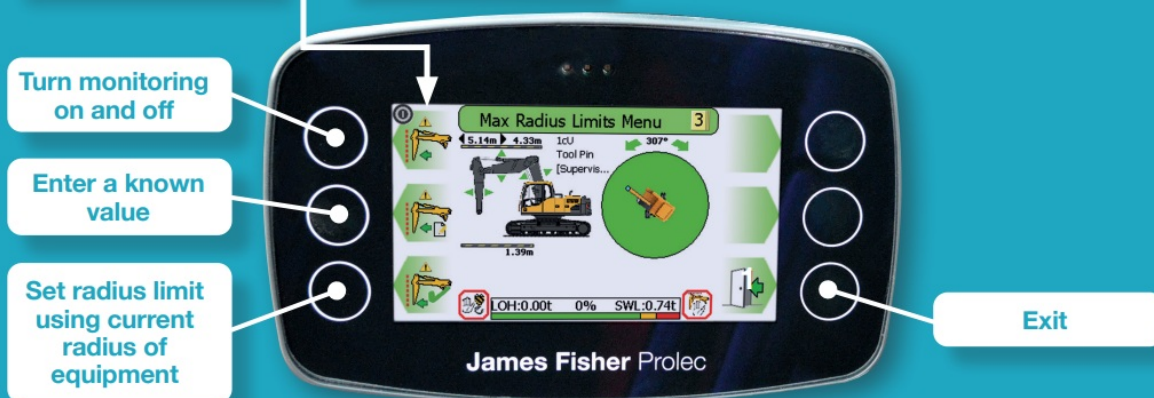 Turn monitoring
on and off
Enter a known
value
Set radius limit
using current
radius of
equipment
Max Radius Limits Menu 3
5.14m 4.33m 1cU 307°
Tool Pin
[Supervis...
1.39m
LOH:0.00t 0% SWL:0.74t
Exit
James Fisher Prolec